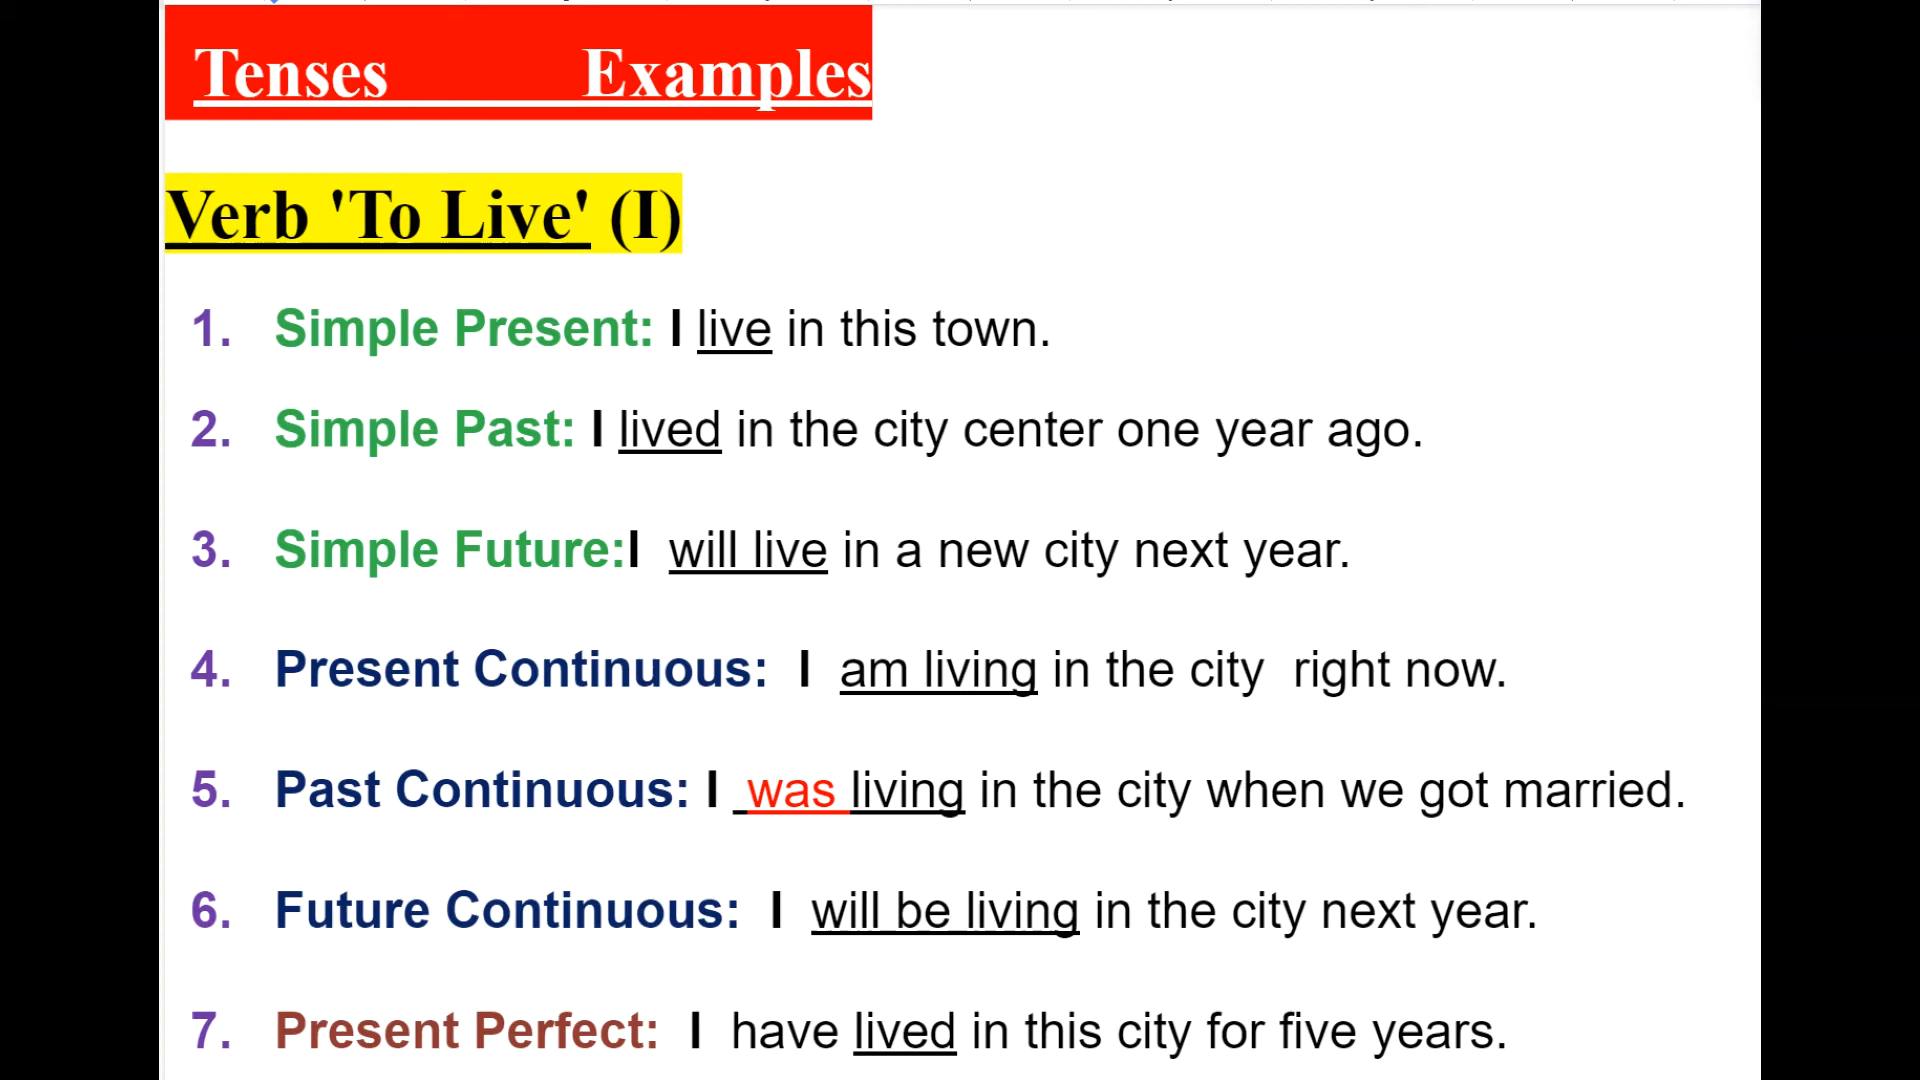 Tenses Examples
Verb 'To Live' (I)
1. Simple Present: I live in this town.
2. Simple Past: I lived in the city center one year ago.
3. Simple Future:I will live in a new city next year.
4. Present Continuous: I am living in the city right now.
5. Past Continuous: I was living in the city when we got married.
6. Future Continuous: I will be living in the city next year.
7. Present Perfect: I have lived in this city for five years.